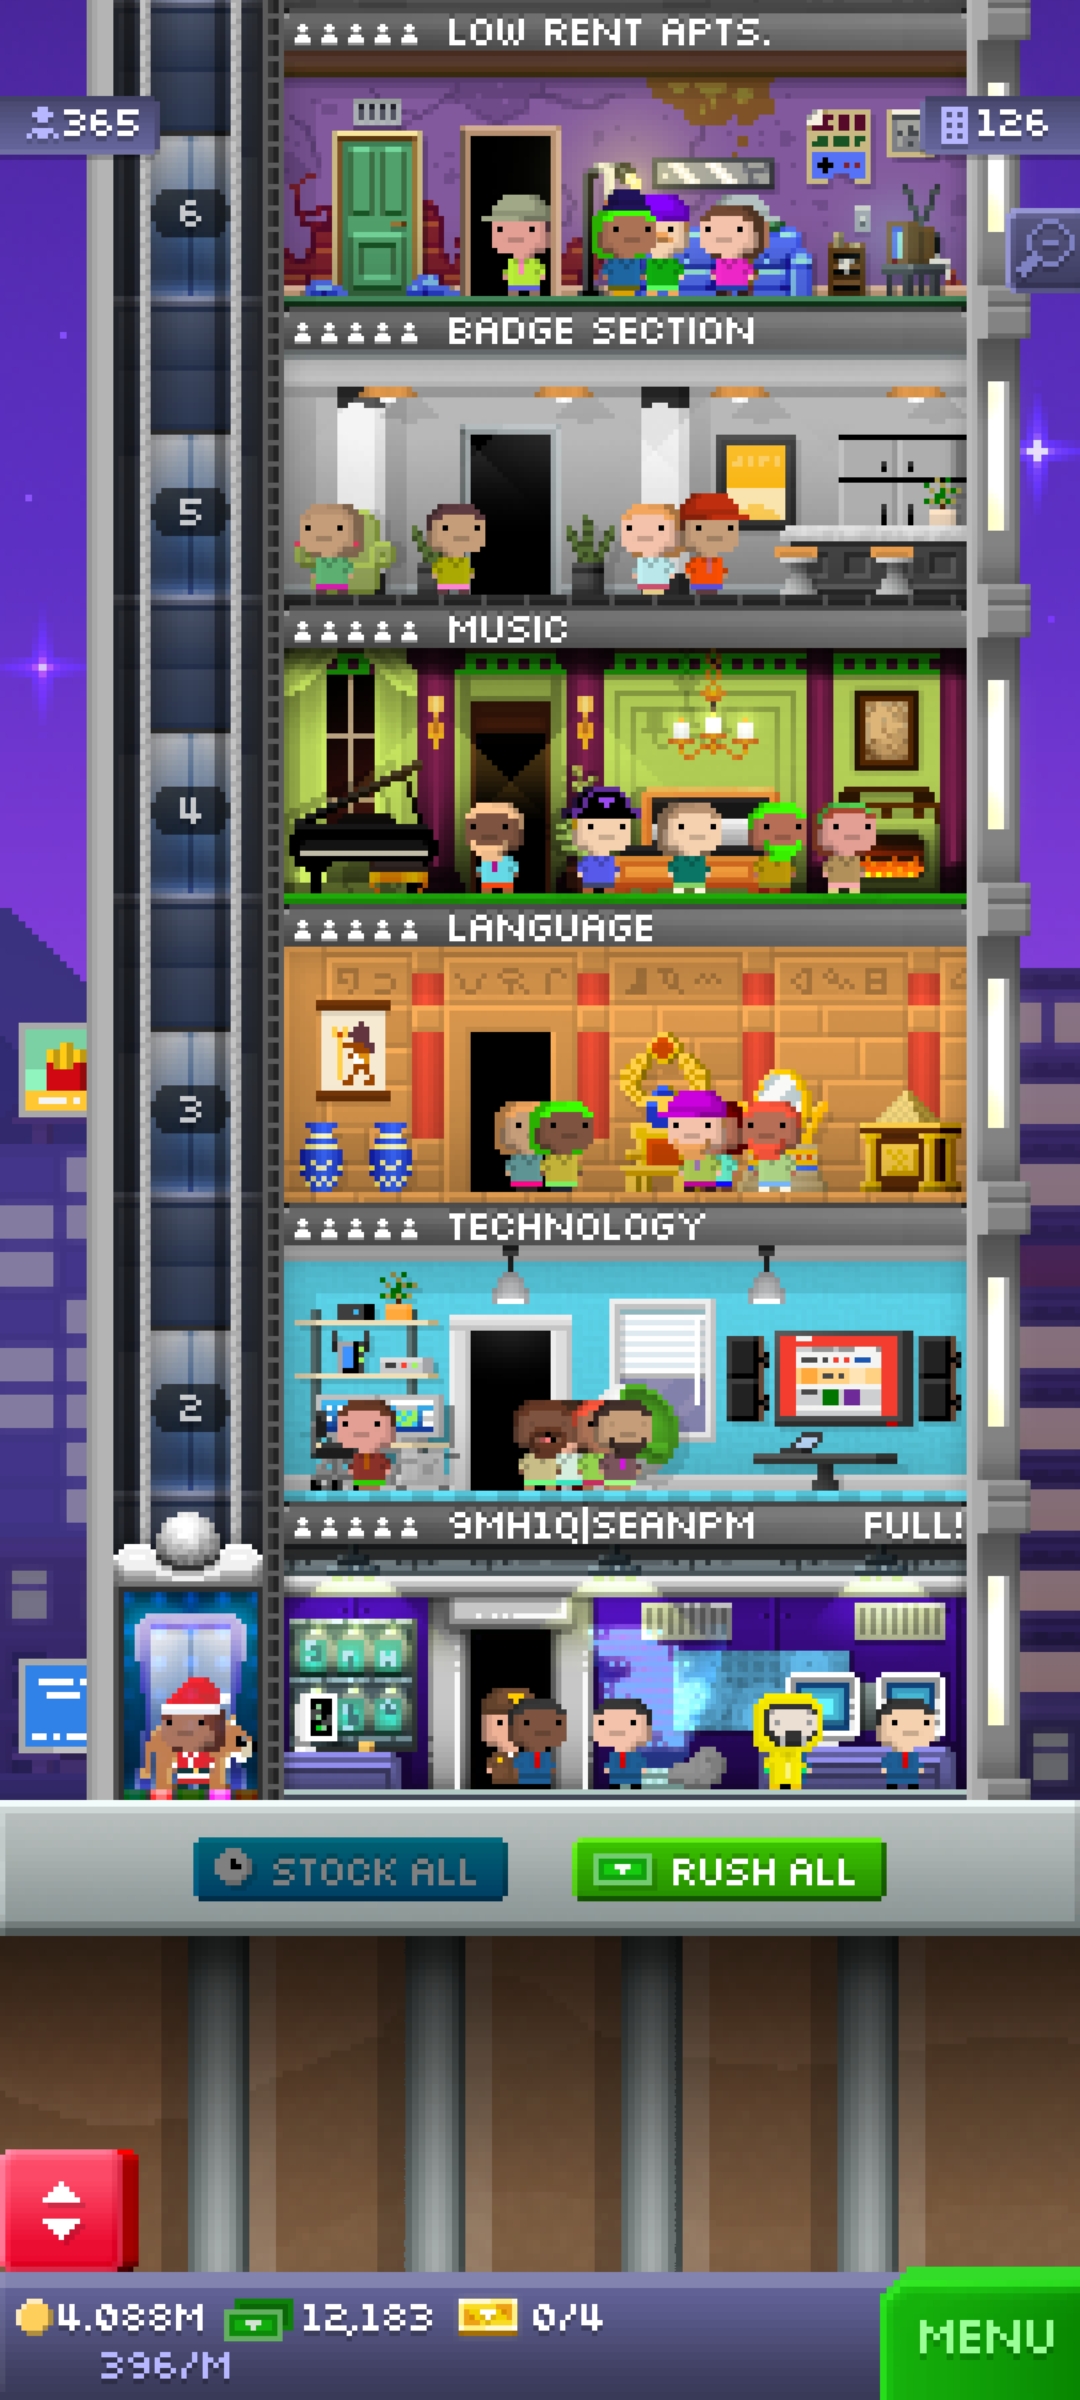 LOW RENT APTS.
365
126
6
BADGE SECTION
5
MUSIC
4
LANGUAGE
3
TECHNOLOGY
2
9MH1Q|SEANPM FULL!
STOCK ALL
RUSH ALL
4.088M 12,183 0/4
396/M
MENU